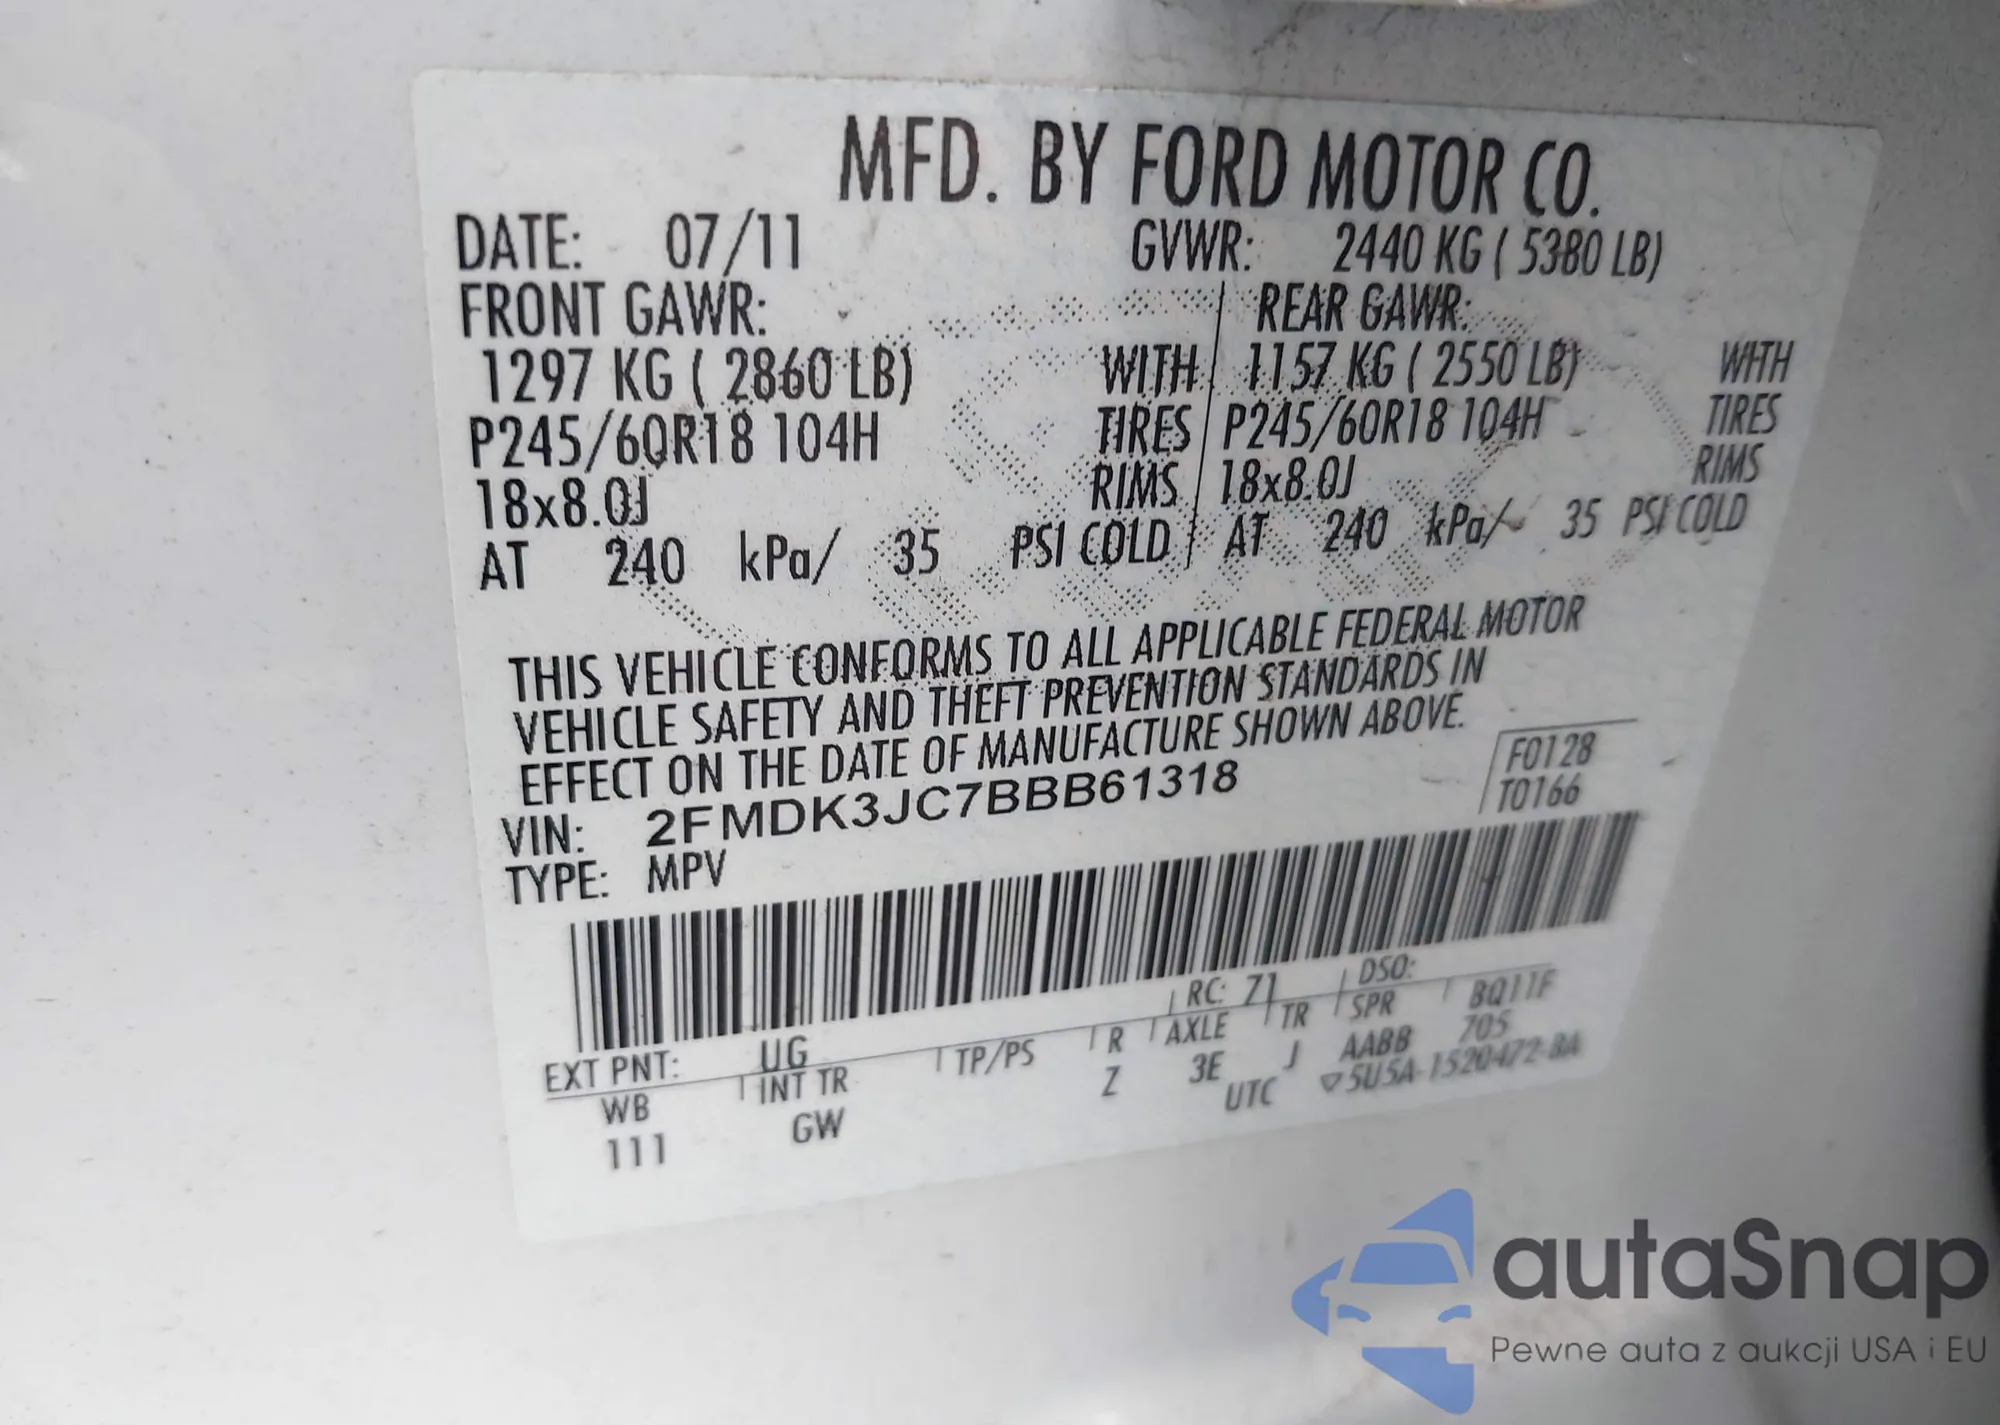 MFD. BY FORD MOTOR CO.
DATE: 07/11 GVWR: 2440 KG ( 5380 LB)
FRONT GAWR: REAR GAWR:
1297 KG ( 2860 LB) WITH 1157 KG ( 2550 LB) WITH
P245/60R18 104H TIRES P245/60R18 104H TIRES
18x8.0J RIMS 18x8.0J RIMS
AT 240 kPa/ 35 PSI COLD AT 240 kPa/ 35 PSI COLD
THIS VEHICLE CONFORMS TO ALL APPLICABLE FEDERAL MOTOR
VEHICLE SAFETY AND THEFT PREVENTION STANDARDS IN
EFFECT ON THE DATE OF MANUFACTURE SHOWN ABOVE.
VIN: 2FMDK3JC7BBB61318 F0128
TYPE: MPV T0166
EXT PNT: UG RC: 71 DSO:
WB INT TR TP/PS R AXLE TR SPR BQ11F
111 GW Z 3E J AABB 705
UTC ▽5U5A-1520472-BA
autaSnap
Pewne auta z aukcji USA i EU